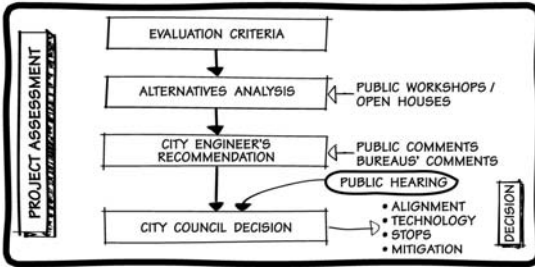 PROJECT ASSESSMENT
EVALUATION CRITERIA
ALTERNATIVES ANALYSIS
PUBLIC WORKSHOPS /
OPEN HOUSES
CITY ENGINEER'S
RECOMMENDATION
PUBLIC COMMENTS
BUREAUS' COMMENTS
PUBLIC HEARING
CITY COUNCIL DECISION
• ALIGNMENT
• TECHNOLOGY
• STOPS
• MITIGATION
DECISION